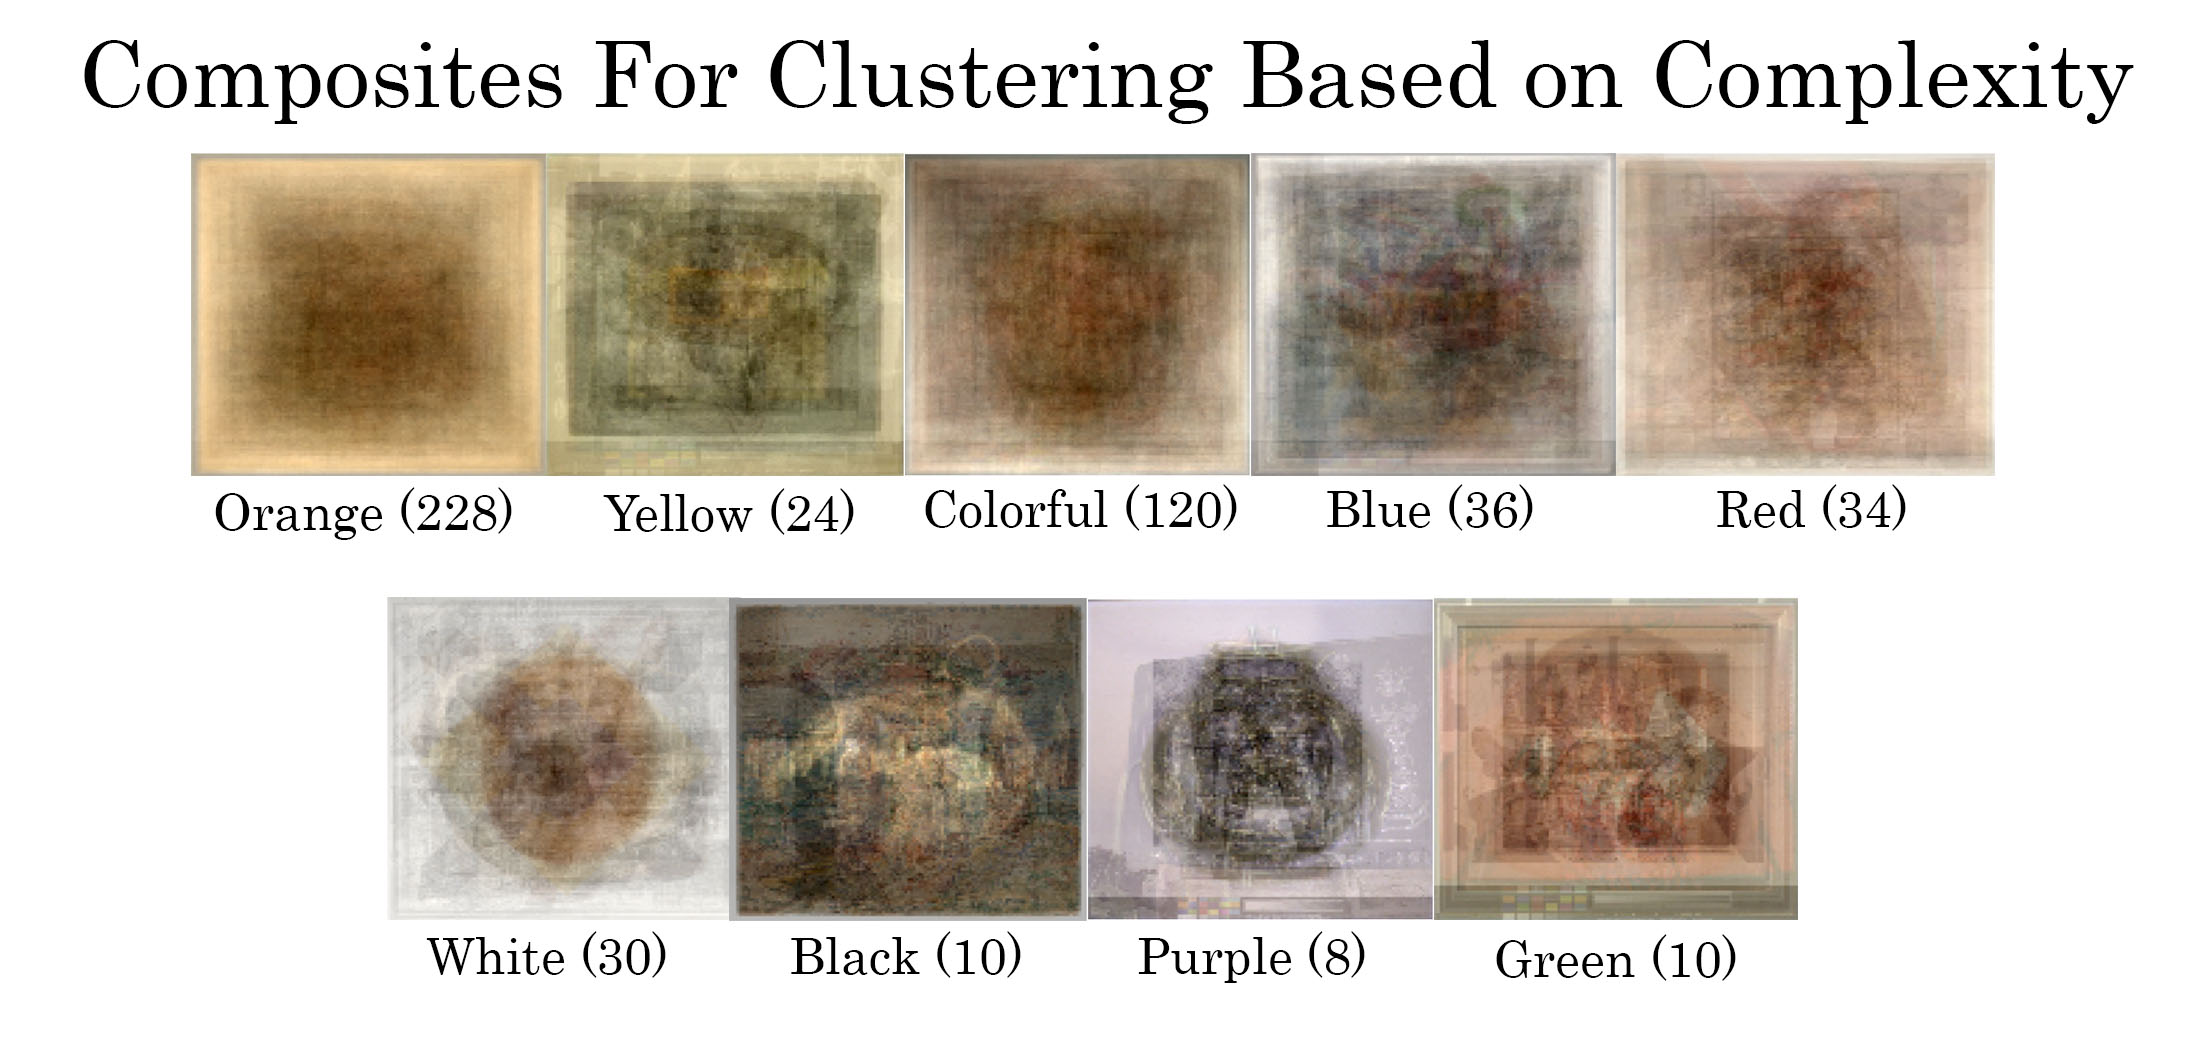 Composites For Clustering Based on Complexity
Orange (228)
Yellow (24)
Colorful (120)
Blue (36)
Red (34)
White (30)
Black (10)
Purple (8)
Green (10)